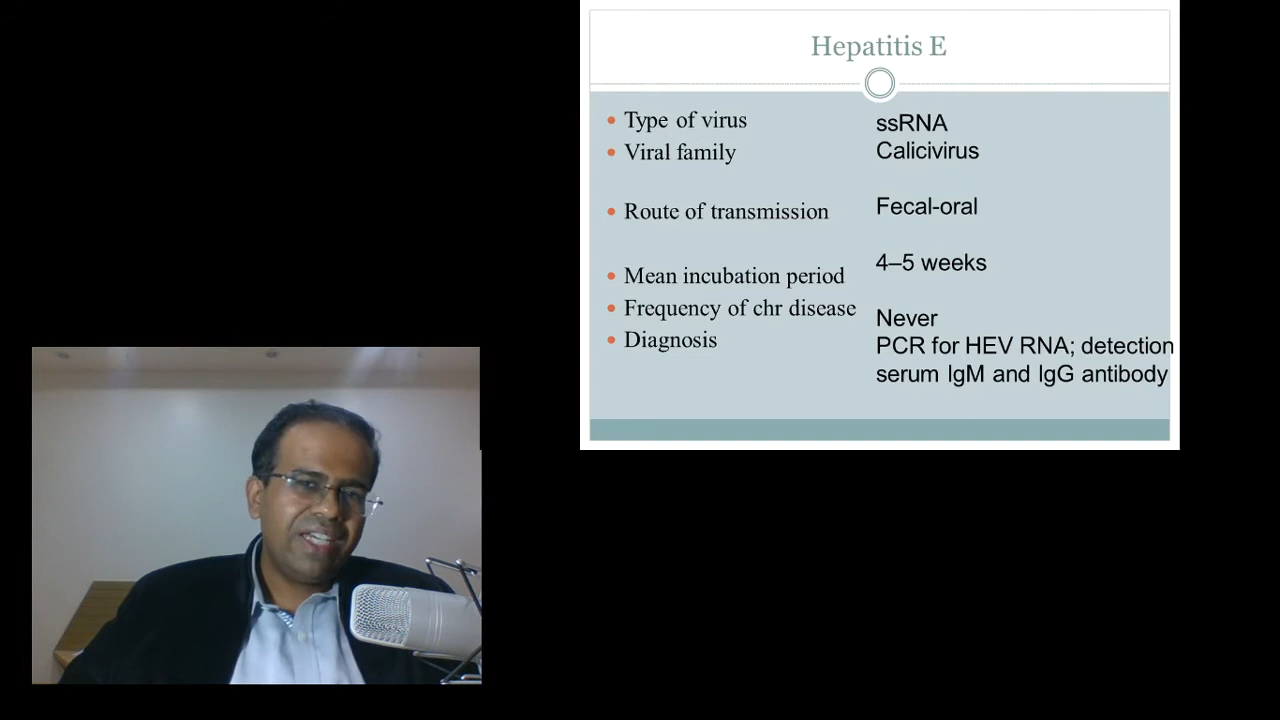 Hepatitis E
Type of virus
Viral family
Route of transmission
Mean incubation period
Frequency of chr disease
Diagnosis
ssRNA
Calicivirus
Fecal-oral
4–5 weeks
Never
PCR for HEV RNA; detection
serum IgM and IgG antibody